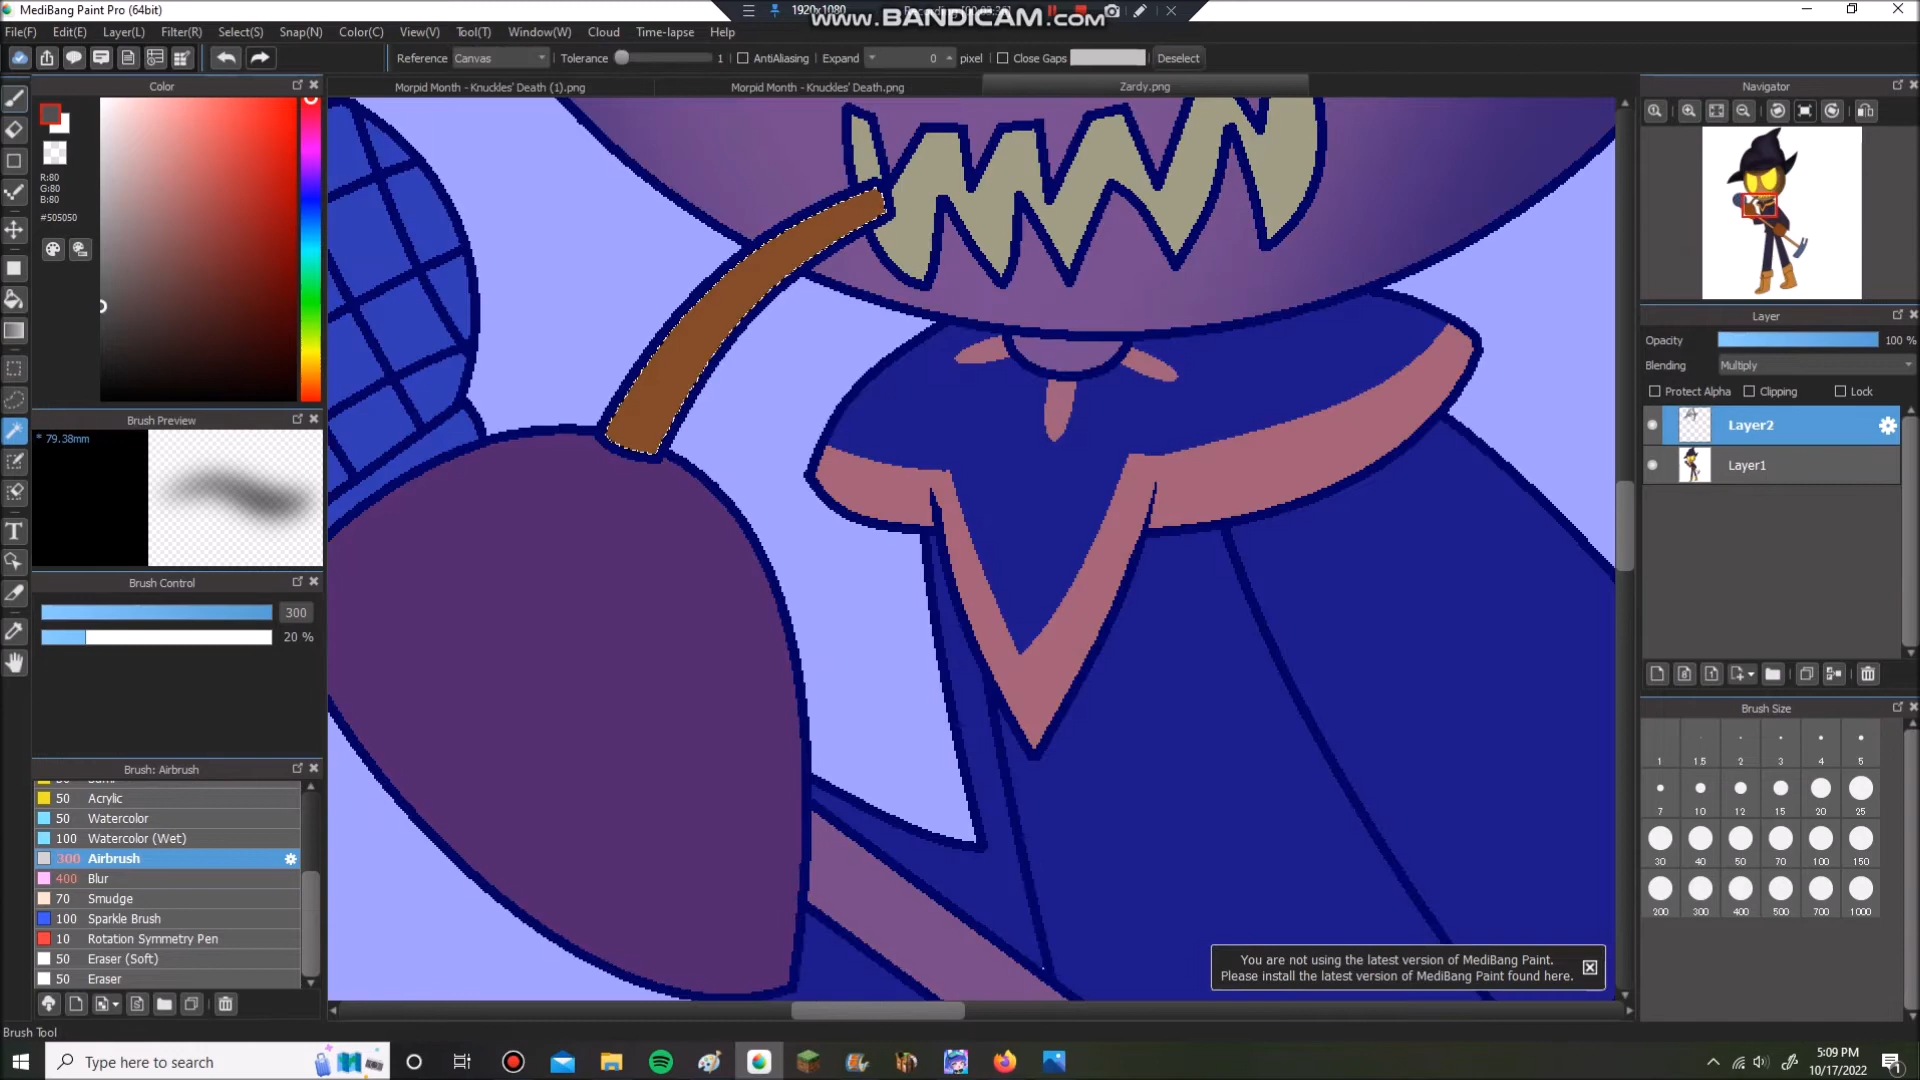 MediBang Paint Pro (64bit)
1920x1080
www.BANDICAM.com
File(F) Edit(E) Layer(L) Filter(R) Select(S) Snap(N) Color(C) View(V) Tool(T) Window(W) Cloud Time-lapse Help
Reference Canvas Tolerance 1 AntiAliasing Expand 0 pixel Close Gaps Deselect
Color
Morpid Month - Knuckles' Death (1).png
Morpid Month - Knuckles' Death.png
Zardy.png
Navigator
R:80
G:80
B:80
#505050
Layer
Opacity 100 %
Blending Multiply
Protect Alpha Clipping Lock
Layer2
Layer1
Brush Preview
* 79.38mm
Brush Control
300
20 %
Brush: Airbrush
50 Acrylic
50 Watercolor
100 Watercolor (Wet)
300 Airbrush
400 Blur
70 Smudge
100 Sparkle Brush
10 Rotation Symmetry Pen
50 Eraser (Soft)
50 Eraser
Brush Size
1 1.5 2 3 4 5
7 10 12 15 20 25
30 40 50 70 100 150
200 300 400 500 700 1000
You are not using the latest version of MediBang Paint.
Please install the latest version of MediBang Paint found here.
Brush Tool
Type here to search
5:09 PM
10/17/2022
1